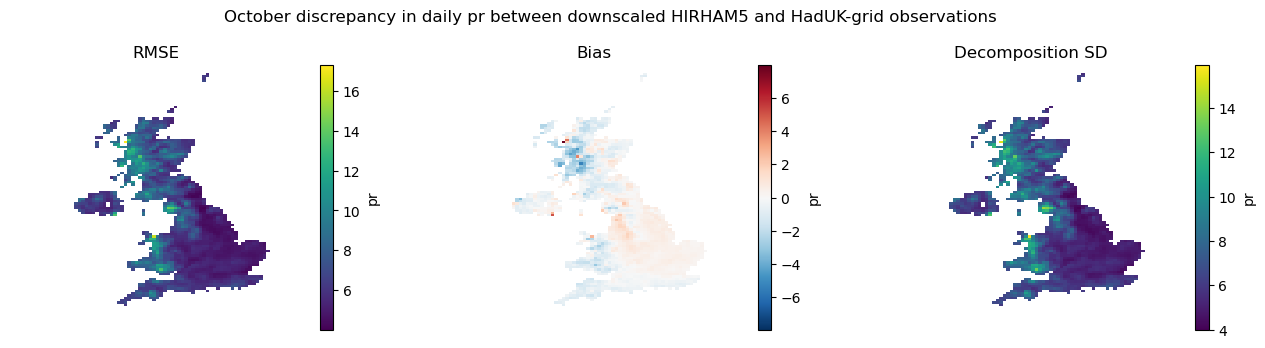 October discrepancy in daily pr between downscaled HIRHAM5 and HadUK-grid observations
RMSE
16
14
12
10
8
6
pr
Bias
6
4
2
0
−2
−4
−6
pr
Decomposition SD
14
12
10
8
6
4
pr